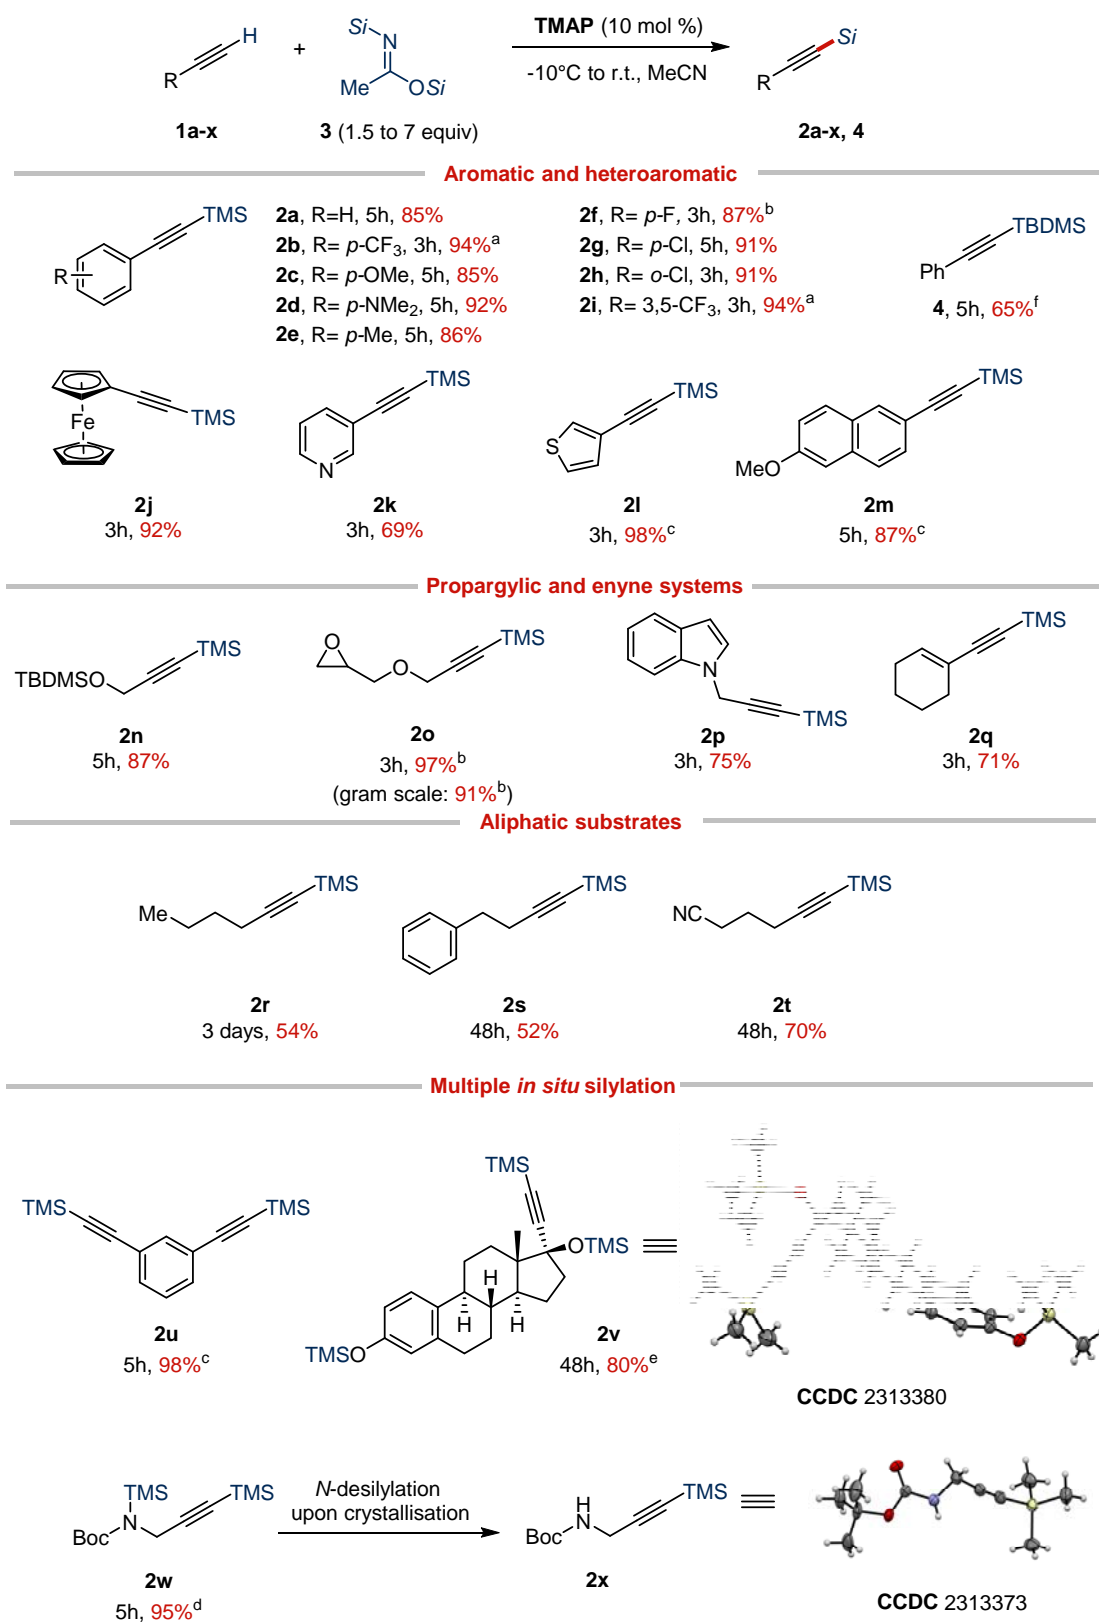 H
Si
N
Me
OSi
R
+
TMAP (10 mol %)
-10°C to r.t., MeCN
Si
R
1a-x
3 (1.5 to 7 equiv)
2a-x, 4
Aromatic and heteroaromatic
TMS
R
2a, R=H, 5h, 85%
2b, R= p-CF₃, 3h, 94%ᵃ
2c, R= p-OMe, 5h, 85%
2d, R= p-NMe₂, 5h, 92%
2e, R= p-Me, 5h, 86%
2f, R= p-F, 3h, 87%ᵇ
2g, R= p-Cl, 5h, 91%
2h, R= o-Cl, 3h, 91%
2i, R= 3,5-CF₃, 3h, 94%ᵃ
TBDMS
Ph
4, 5h, 65%ᶠ
Fe
TMS
2j
3h, 92%
TMS
N
2k
3h, 69%
TMS
S
2l
3h, 98%ᶜ
TMS
MeO
2m
5h, 87%ᶜ
Propargylic and enyne systems
TMS
TBDMSO
2n
5h, 87%
O
O
TMS
2o
3h, 97%ᵇ
(gram scale: 91%ᵇ)
N
TMS
2p
3h, 75%
TMS
2q
3h, 71%
Aliphatic substrates
TMS
Me
2r
3 days, 54%
TMS
2s
48h, 52%
TMS
NC
2t
48h, 70%
Multiple in situ silylation
TMS
TMS
2u
5h, 98%ᶜ
TMS
OTMS
H
H
H
TMSO
2v
48h, 80%ᵉ
CCDC 2313380
TMS
TMS
N
Boc
2w
5h, 95%ᵈ
N-desilylation
upon crystallisation
TMS
H
N
Boc
2x
CCDC 2313373